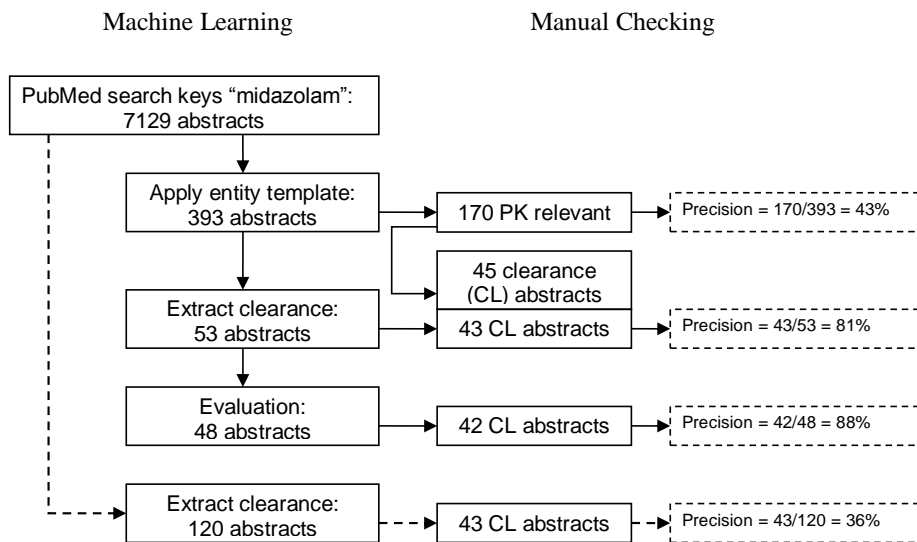 Machine Learning
Manual Checking
PubMed search keys “midazolam”:
7129 abstracts
Apply entity template:
393 abstracts
170 PK relevant
Precision = 170/393 = 43%
45 clearance
(CL) abstracts
Extract clearance:
53 abstracts
43 CL abstracts
Precision = 43/53 = 81%
Evaluation:
48 abstracts
42 CL abstracts
Precision = 42/48 = 88%
Extract clearance:
120 abstracts
43 CL abstracts
Precision = 43/120 = 36%